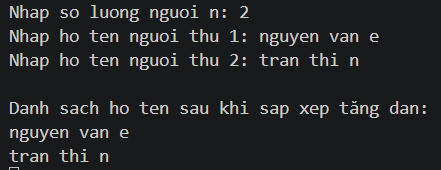 Nhap so luong nguoi n: 2
Nhap ho ten nguoi thu 1: nguyen van e
Nhap ho ten nguoi thu 2: tran thi n
Danh sach ho ten sau khi sap xep tăng dan:
nguyen van e
tran thi n